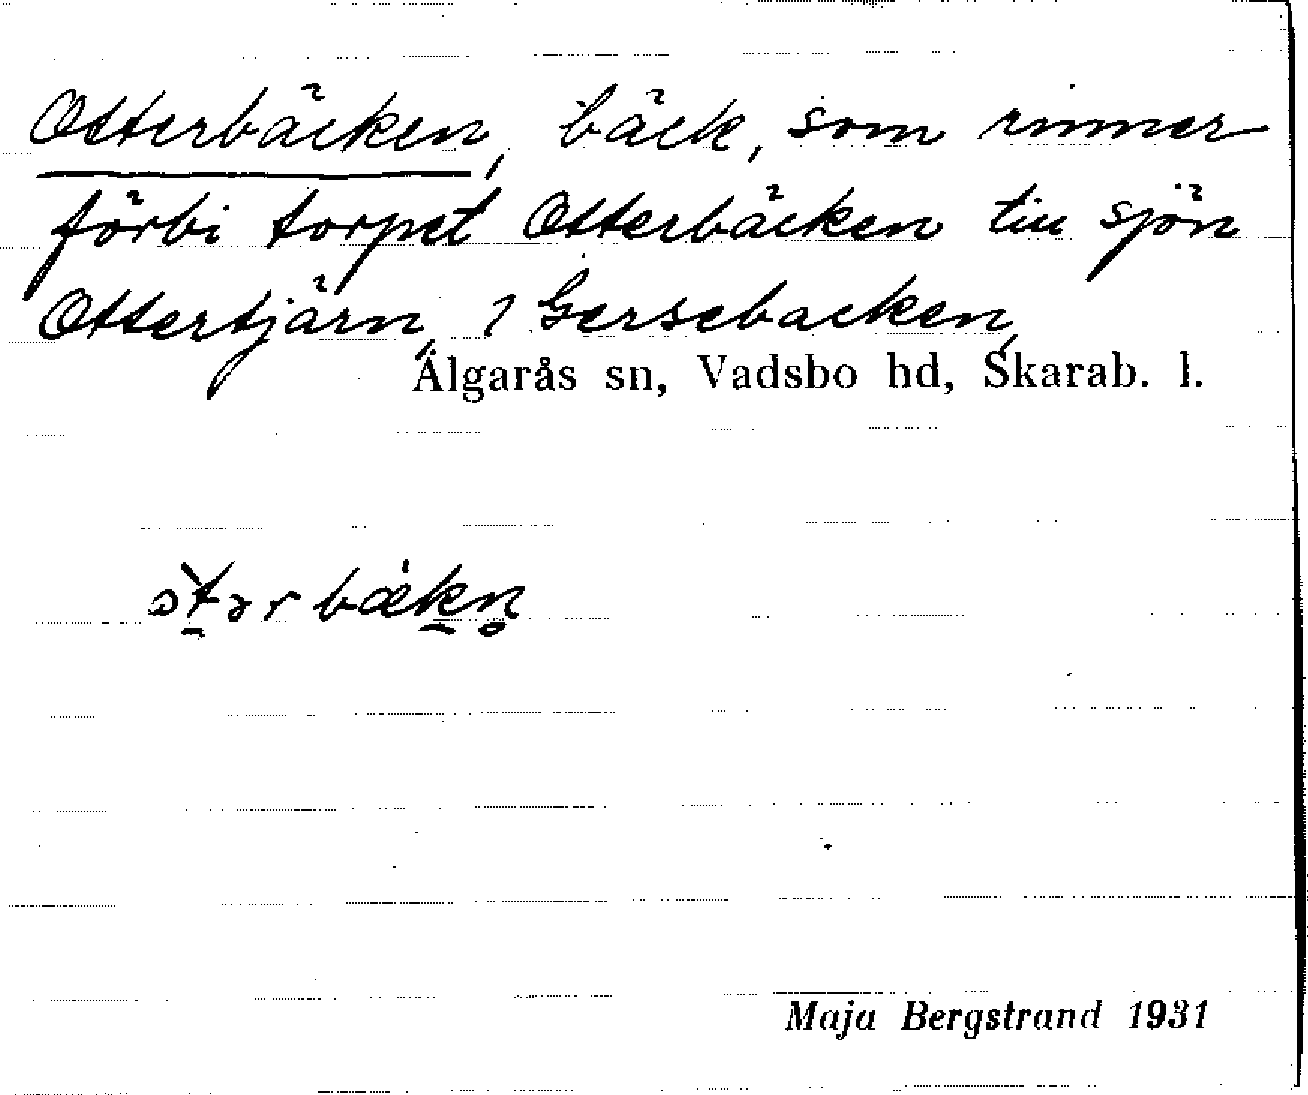 Otterbäcken, bäck, som rinner
förbi torpet Otterbäcken till sjön
Ottertjärn, i Gersebacken,
Älgarås sn, Vadsbo hd, Skarab. l.
Maja Bergstrand 1931